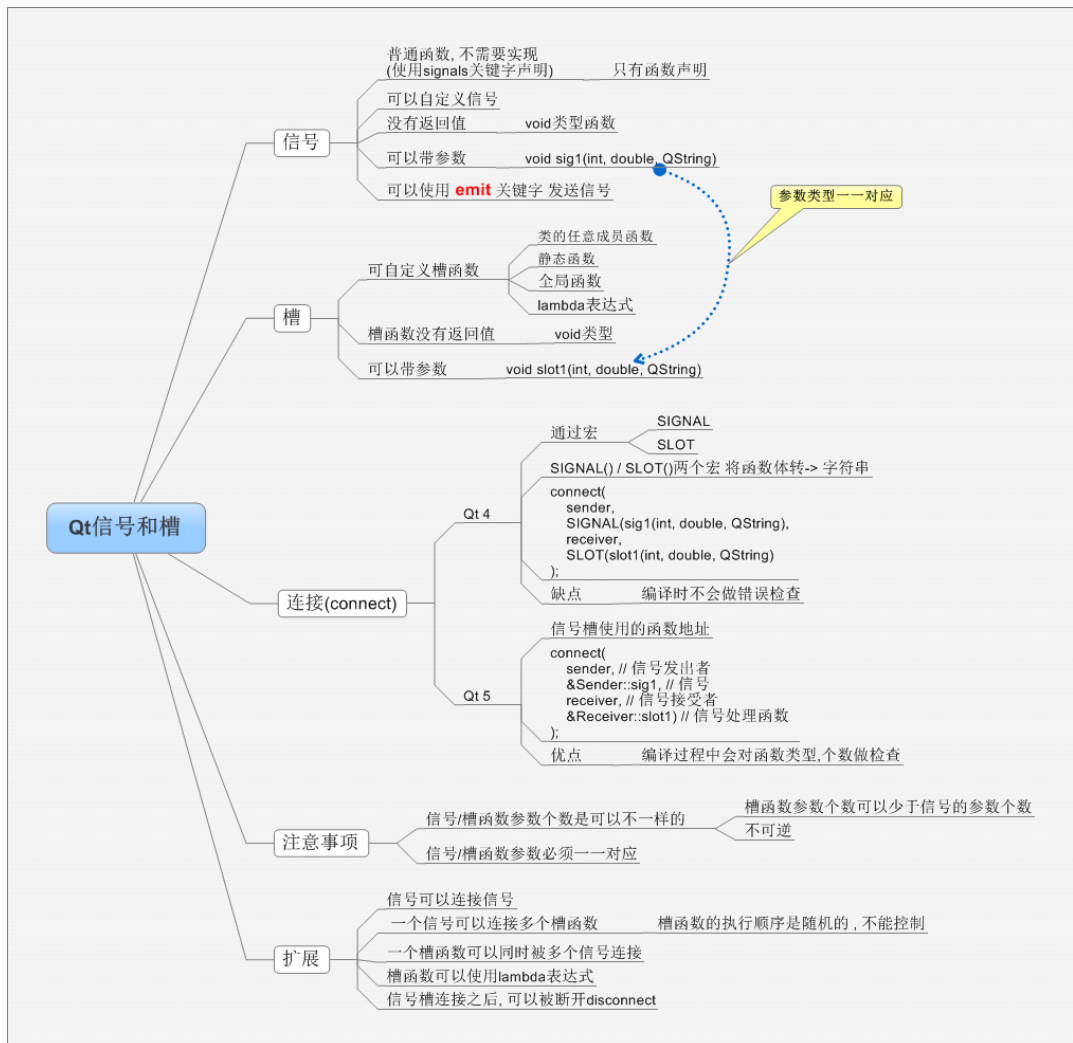 普通函数, 不需要实现
(使用signals关键字声明)
只有函数声明
可以自定义信号
没有返回值
void类型函数
信号
可以带参数
void sig1(int, double, QString)
可以使用 emit 关键字 发送信号
参数类型一一对应
类的任意成员函数
可自定义槽函数
静态函数
全局函数
lambda表达式
槽
槽函数没有返回值
void类型
可以带参数
void slot1(int, double, QString)
Qt信号和槽
连接(connect)
Qt 4
通过宏
SIGNAL
SLOT
SIGNAL() / SLOT()两个宏 将函数体转-> 字符串
connect(
sender,
SIGNAL(sig1(int, double, QString),
receiver,
SLOT(slot1(int, double, QString)
);
缺点
编译时不会做错误检查
Qt 5
信号槽使用的函数地址
connect(
sender, // 信号发出者
&Sender::sig1, // 信号
receiver, // 信号接受者
&Receiver::slot1) // 信号处理函数
);
优点
编译过程中会对函数类型,个数做检查
注意事项
信号/槽函数参数个数是可以不一样的
槽函数参数个数可以少于信号的参数个数
不可逆
信号/槽函数参数必须一一对应
扩展
信号可以连接信号
一个信号可以连接多个槽函数
槽函数的执行顺序是随机的 , 不能控制
一个槽函数可以同时被多个信号连接
槽函数可以使用lambda表达式
信号槽连接之后, 可以被断开disconnect